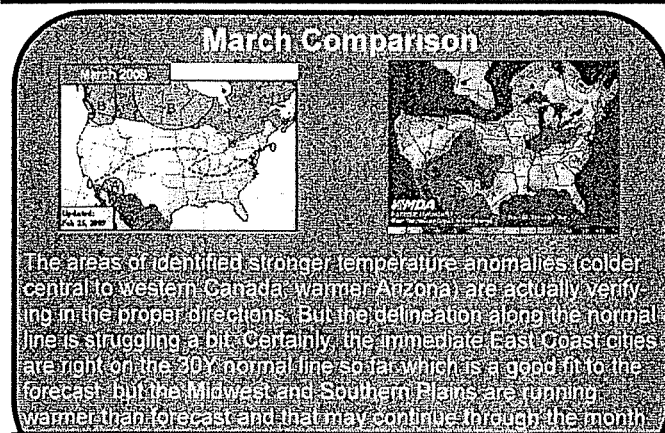 March Comparison
March 2009
B
B
Updated:
Feb 25, 2009
MDA
The areas of identified stronger temperature anomalies (colder
central to western Canada, warmer Arizona) are actually verify-
ing in the proper directions. But the delineation along the normal
line is struggling a bit. Certainly, the immediate East Coast cities
are right on the 30Y normal line so far which is a good fit to the
forecast but the Midwest and Southern Plains are running
warmer than forecast and that may continue through the month.